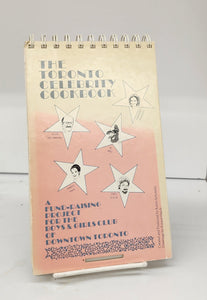 THE
TORONTO
CELEBRITY
COOKBOOK
A
FUND-RAISING
PROJECT
FOR THE
BOYS & GIRLS CLUB
OF
DOWNTOWN TORONTO